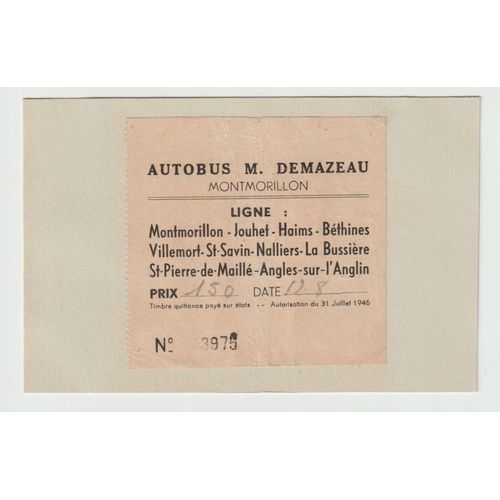 AUTOBUS M. DEMAZEAU
MONTMORILLON
LIGNE :
Montmorillon - Jouhet - Haims - Béthines
Villemort - St-Savin - Nalliers - La Bussière
St-Pierre-de-Maillé - Angles-sur-l'Anglin
PRIX 150 DATE 12.8
Timbre quittance payé sur états -- Autorisation du 31 Juillet 1946
N°